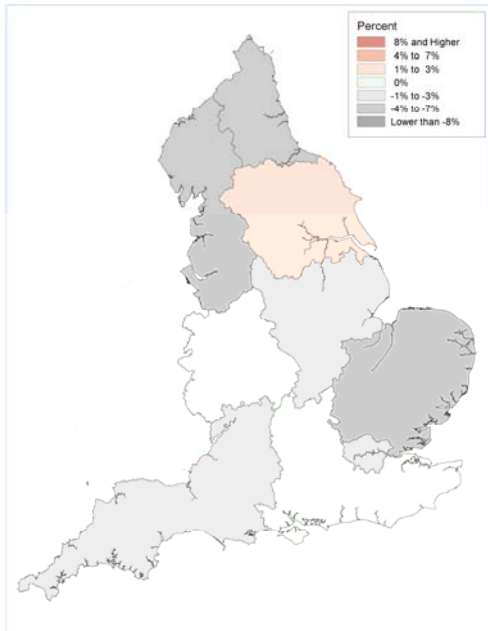 Percent
8% and Higher
4% to 7%
1% to 3%
0%
-1% to -3%
-4% to -7%
Lower than -8%